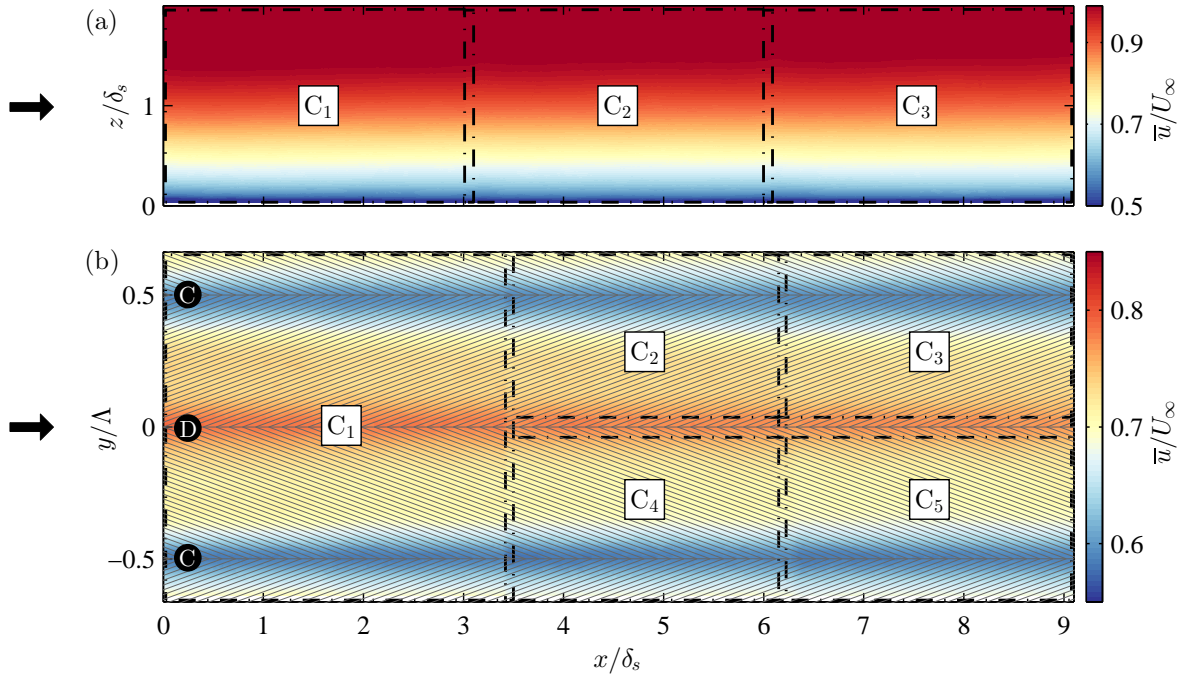 (a)
z/δₛ
1
0
C₁
C₂
C₃
0.9
0.7
0.5
u̅/U∞
(b)
y/Λ
0.5
0
−0.5
C
D
C
C₁
C₂
C₃
C₄
C₅
0.8
0.7
0.6
u̅/U∞
0 1 2 3 4 5 6 7 8 9
x/δₛ